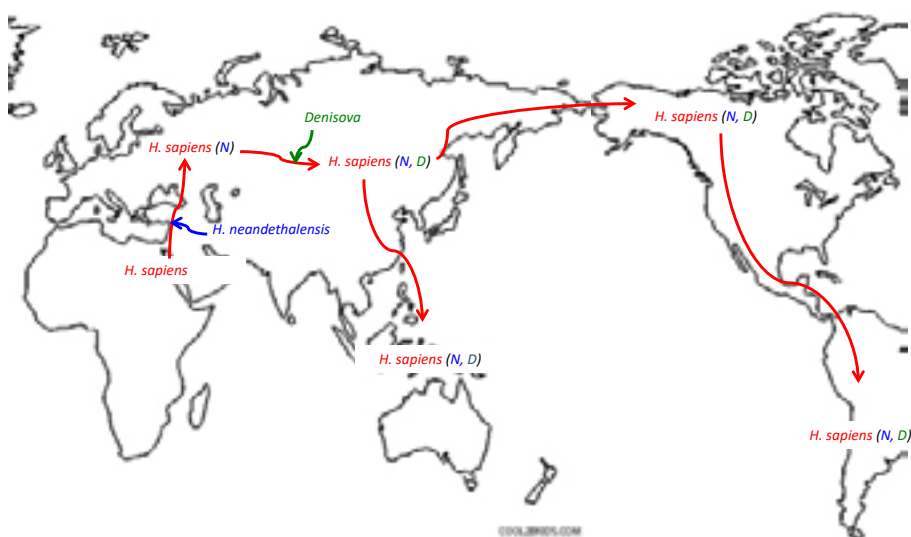 Denisova
H. sapiens (N, D)
H. sapiens (N)
H. sapiens (N, D)
H. neandethalensis
H. sapiens
H. sapiens (N, D)
H. sapiens (N, D)
COOL2BKIDS.COM